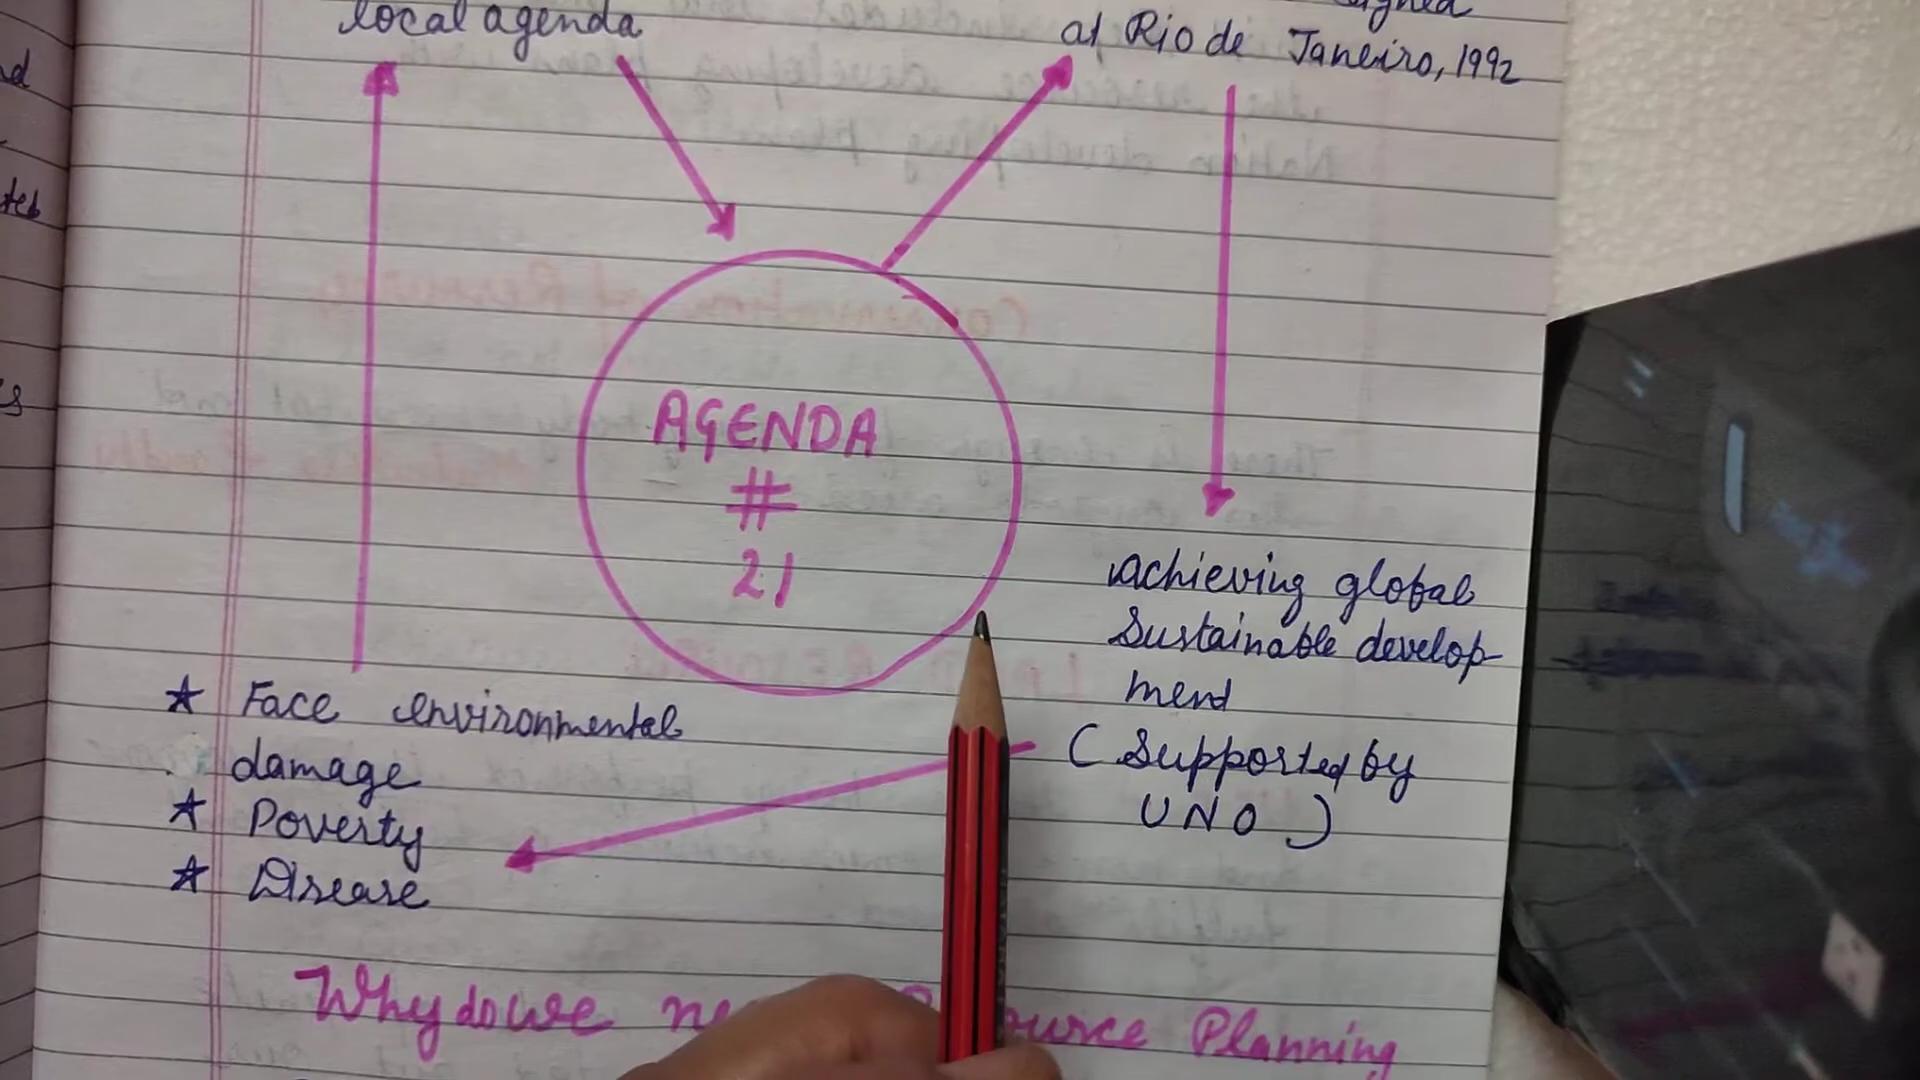 local agenda
signed
at Rio de Janeiro, 1992
AGENDA
#
21
achieving global
Sustainable develop-
ment
( Supported by
UNO )
★ Face environmental
damage
★ Poverty
★ Disease
Why do we Planning